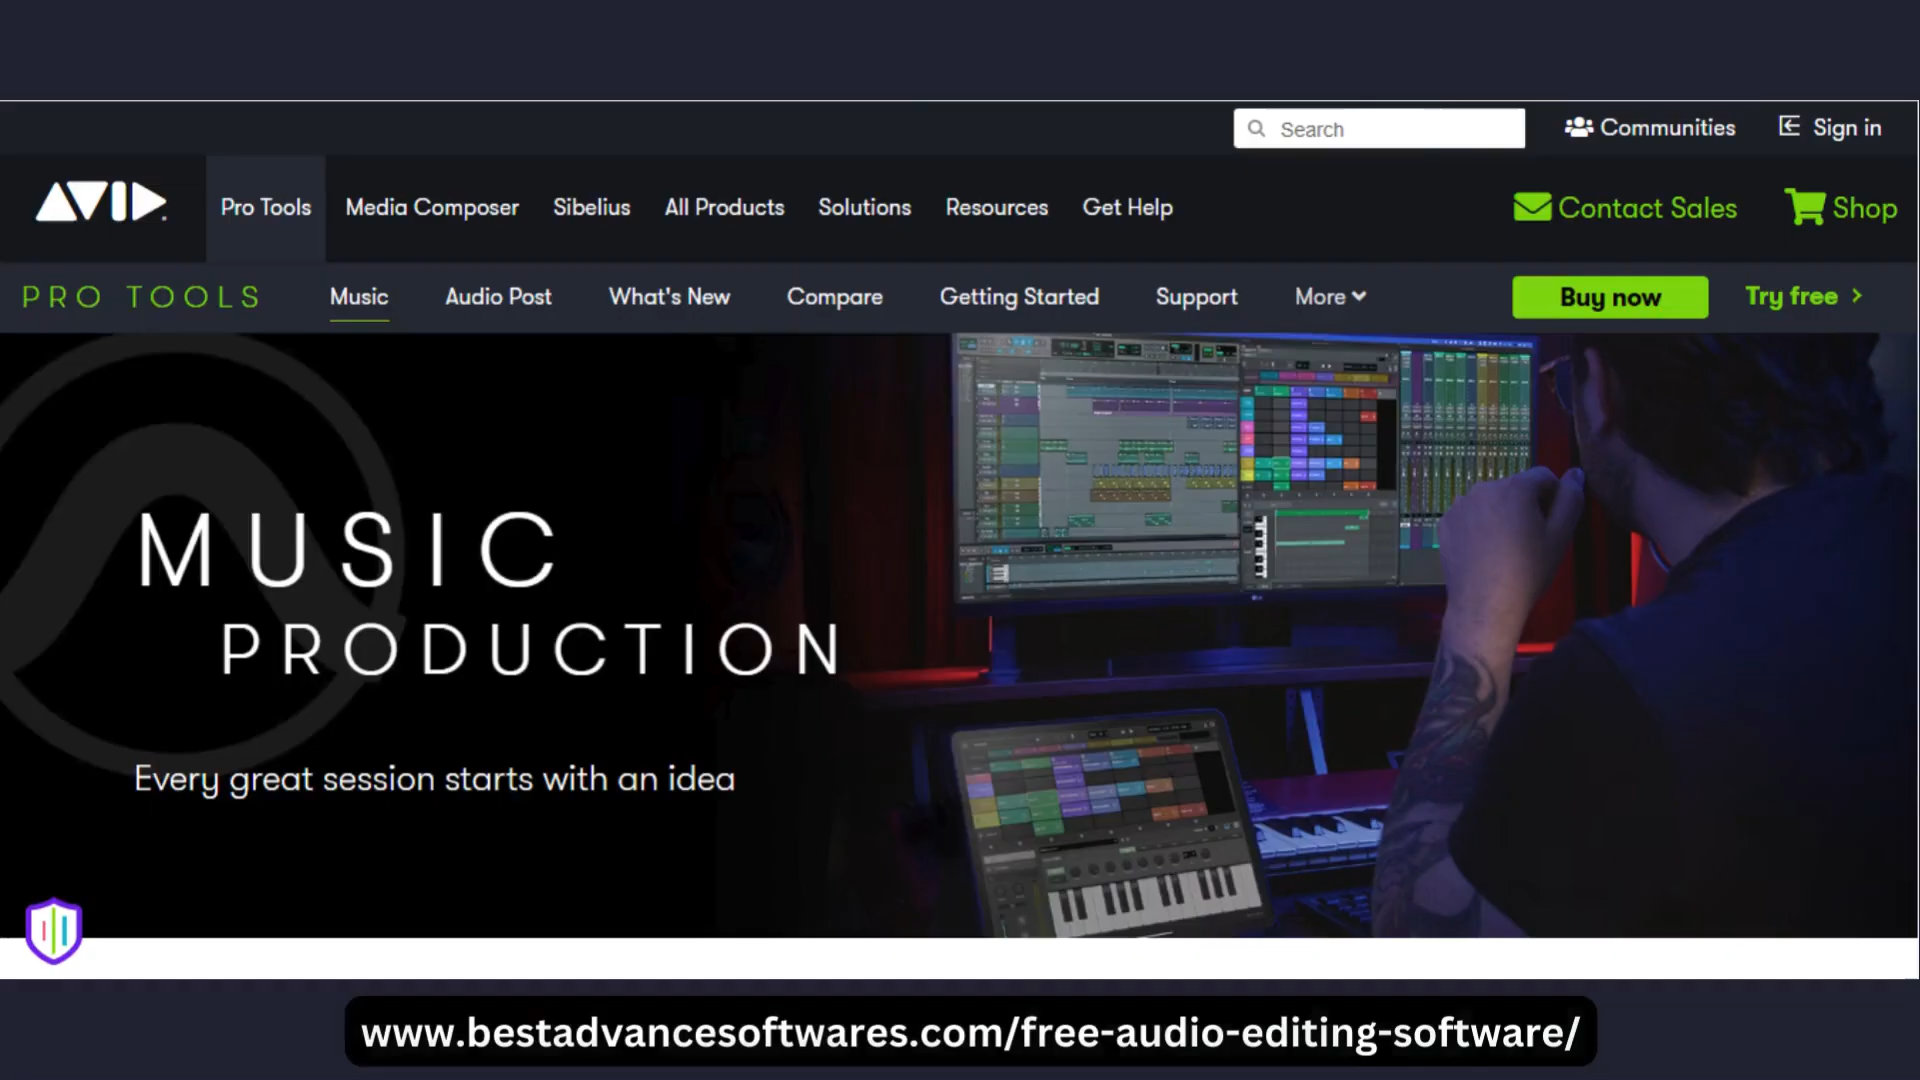 Search
Communities
Sign in
AVID
Pro Tools
Media Composer
Sibelius
All Products
Solutions
Resources
Get Help
Contact Sales
Shop
PRO TOOLS
Music
Audio Post
What's New
Compare
Getting Started
Support
More
Buy now
Try free
MUSIC
PRODUCTION
Every great session starts with an idea
www.bestadvancesoftwares.com/free-audio-editing-software/